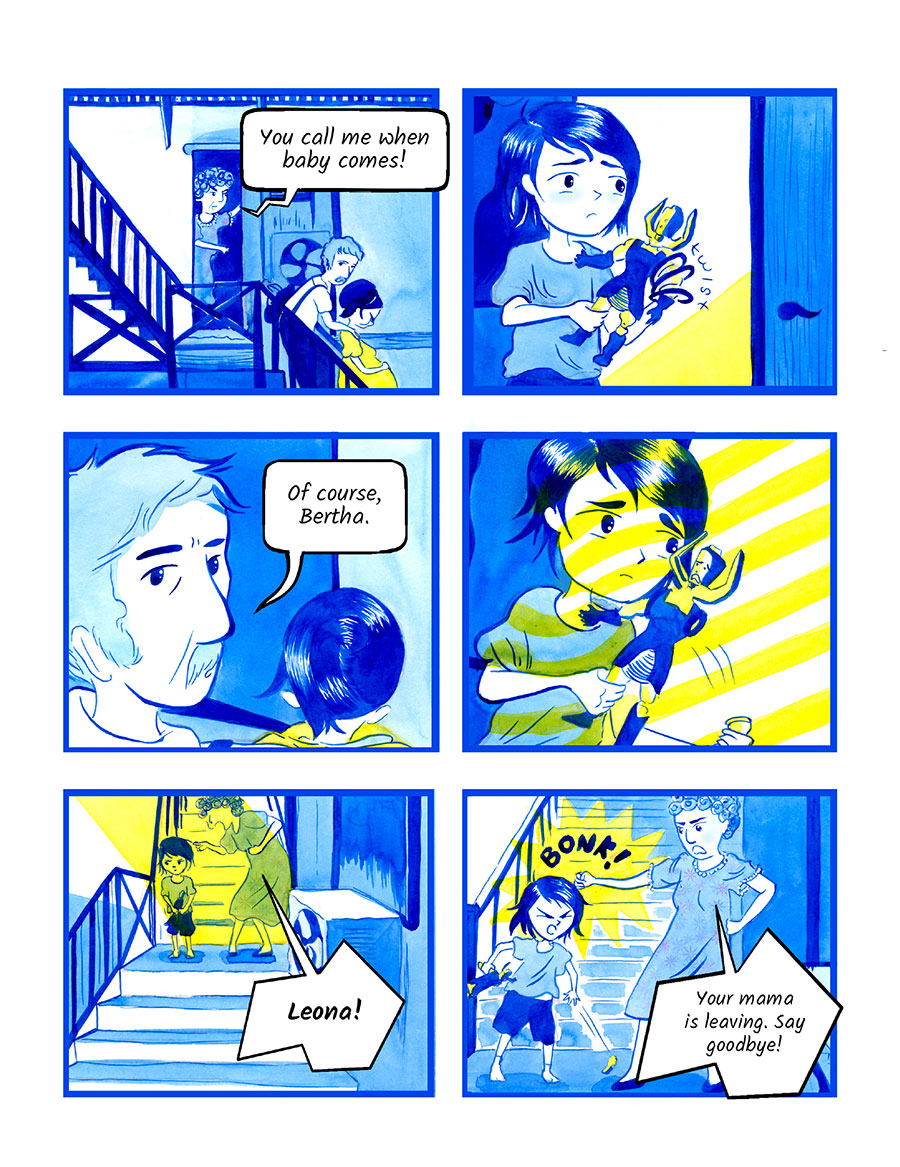 You call me when
baby comes!
TWIST
Of course,
Bertha.
Leona!
BONK!
Your mama
is leaving. Say
goodbye!